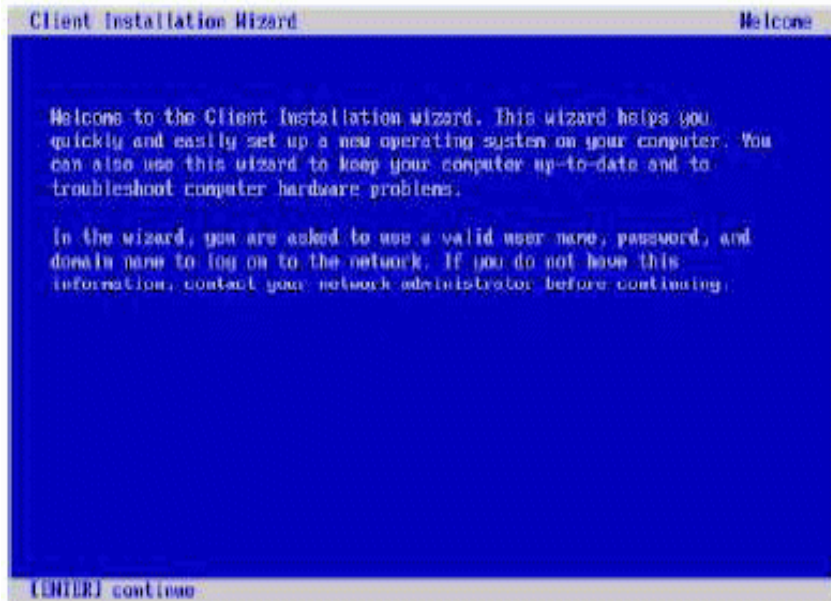 Client Installation Wizard Welcome
Welcome to the Client Installation wizard. This wizard helps you
quickly and easily set up a new operating system on your computer. You
can also use this wizard to keep your computer up-to-date and to
troubleshoot computer hardware problems.
In the wizard, you are asked to use a valid user name, password, and
domain name to log on to the network. If you do not have this
information, contact your network administrator before continuing.
[ENTER] continue